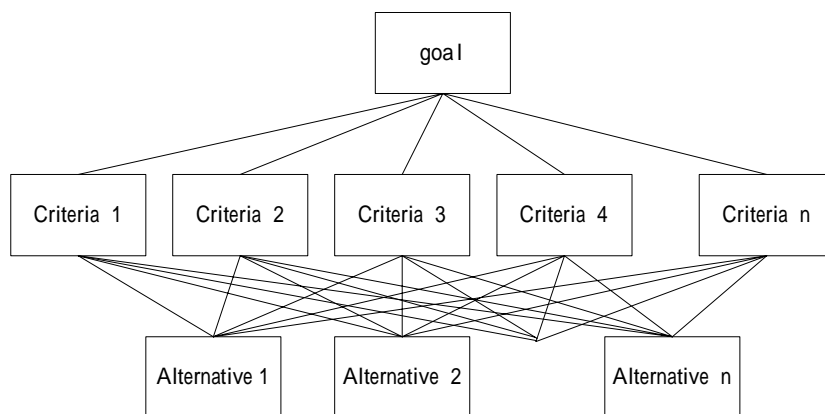 goal
Criteria 1
Criteria 2
Criteria 3
Criteria 4
Criteria n
Alternative 1
Alternative 2
Alternative n